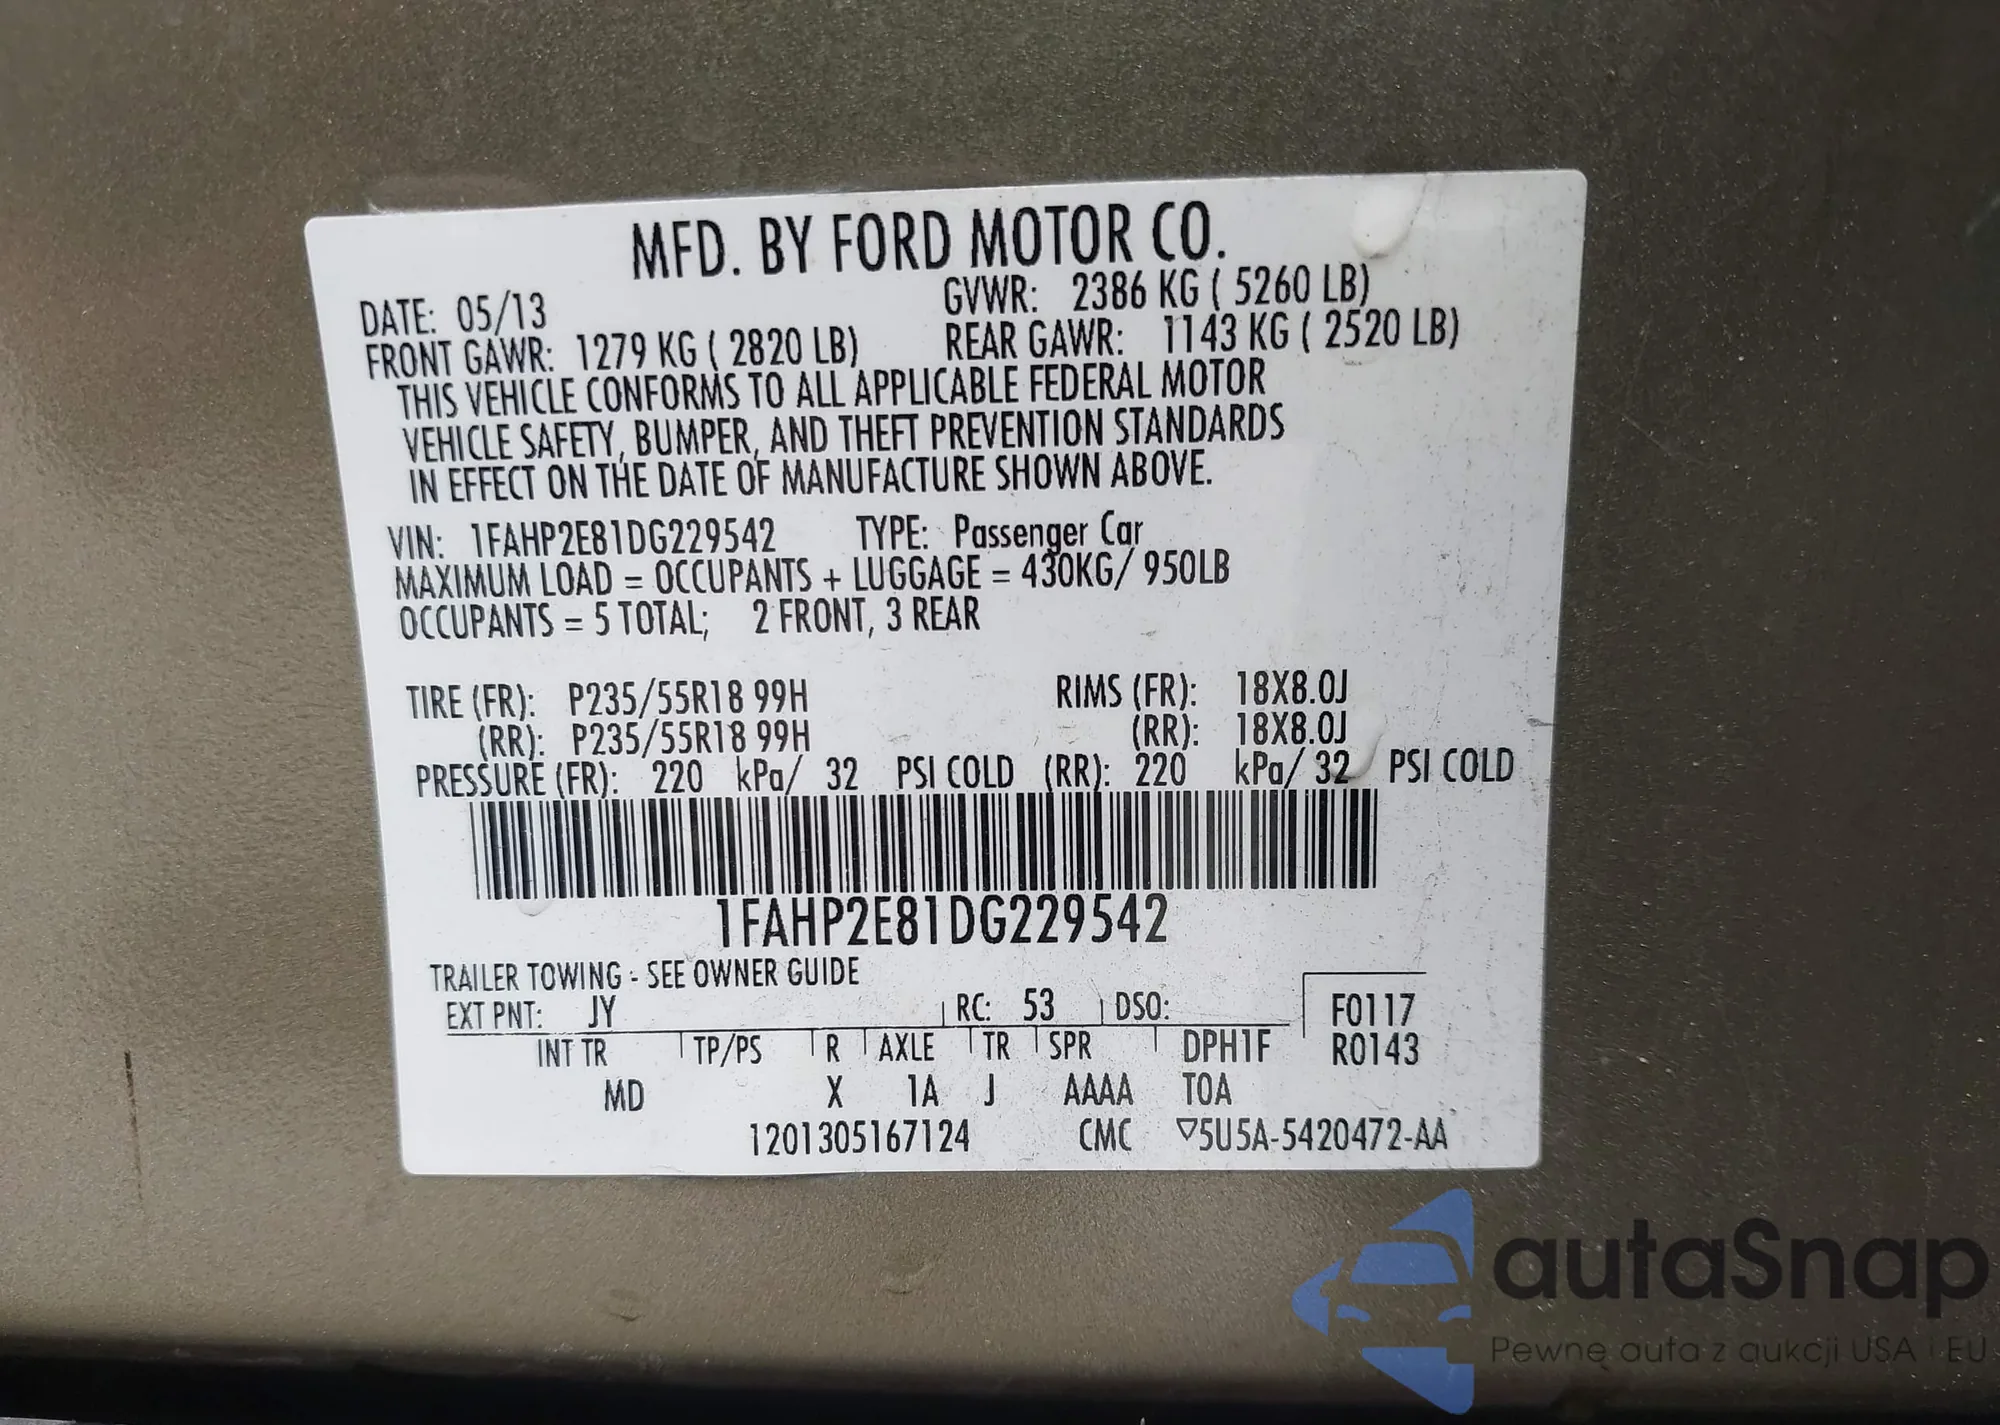 MFD. BY FORD MOTOR CO.
DATE: 05/13 GVWR: 2386 KG ( 5260 LB)
FRONT GAWR: 1279 KG ( 2820 LB) REAR GAWR: 1143 KG ( 2520 LB)
THIS VEHICLE CONFORMS TO ALL APPLICABLE FEDERAL MOTOR
VEHICLE SAFETY, BUMPER, AND THEFT PREVENTION STANDARDS
IN EFFECT ON THE DATE OF MANUFACTURE SHOWN ABOVE.
VIN: 1FAHP2E81DG229542 TYPE: Passenger Car
MAXIMUM LOAD = OCCUPANTS + LUGGAGE = 430KG/ 950LB
OCCUPANTS = 5 TOTAL; 2 FRONT, 3 REAR
TIRE (FR): P235/55R18 99H RIMS (FR): 18X8.0J
(RR): P235/55R18 99H (RR): 18X8.0J
PRESSURE (FR): 220 kPa/ 32 PSI COLD (RR): 220 kPa/ 32 PSI COLD
1FAHP2E81DG229542
TRAILER TOWING - SEE OWNER GUIDE
EXT PNT: JY RC: 53 DSO: F0117
INT TR TP/PS R AXLE TR SPR DPH1F R0143
MD X 1A J AAAA TOA
1201305167124 CMC ▽5U5A-5420472-AA
autaSnap
Pewne auta z aukcji USA i EU